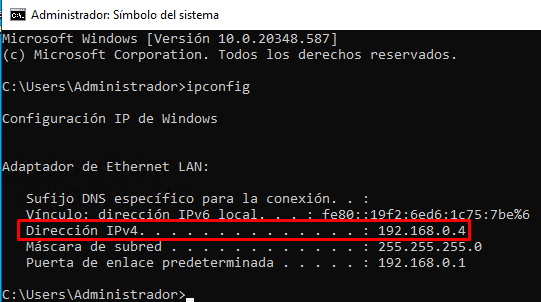 Administrador: Símbolo del sistema
Microsoft Windows [Versión 10.0.20348.587]
(c) Microsoft Corporation. Todos los derechos reservados.
C:\Users\Administrador>ipconfig
Configuración IP de Windows
Adaptador de Ethernet LAN:
Sufijo DNS específico para la conexión. . :
Vínculo: dirección IPv6 local. . . : fe80::19f2:6ed6:1c75:7be%6
Dirección IPv4. . . . . . . . . . . . . . : 192.168.0.4
Máscara de subred . . . . . . . . . . . . : 255.255.255.0
Puerta de enlace predeterminada . . . . . : 192.168.0.1
C:\Users\Administrador>